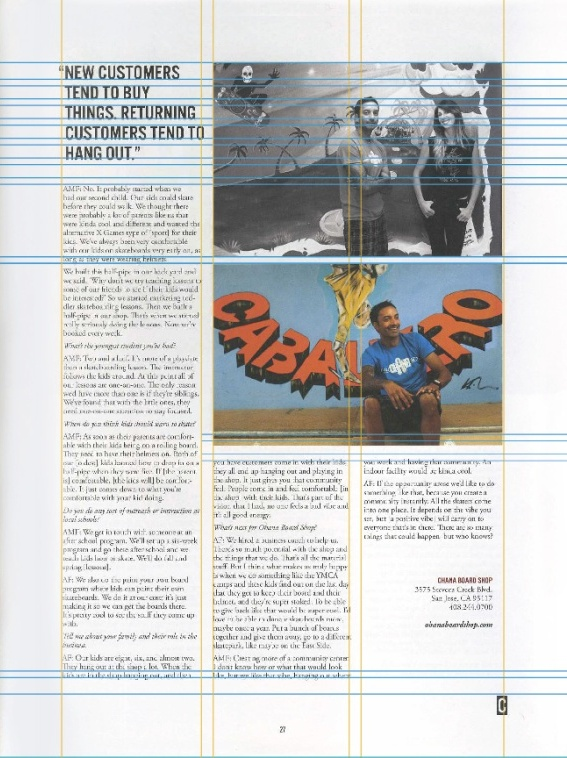 “NEW CUSTOMERS
TEND TO BUY
THINGS. RETURNING
CUSTOMERS TEND TO
HANG OUT.”
AMF: No. It probably started when we
had our second child. Our kids could skate
before they could walk. We thought there
were probably a lot of parents like us that
were kinda cool and different and wanted the
alternative X Games type of [sport] for their
kids. We've always been very comfortable
with our kids on skateboards very early on, as
long as they were wearing helmets.
We built this half-pipe in our back yard and
we said, 'Why don't we try teaching lessons to
some of our friends to see if their kids would
be interested?' So we started marketing tod-
dler skateboarding lessons. Then we built a
half-pipe in our shop. That's when we started
really seriously doing the lessons. Now we're
booked every week.
What's the youngest student you've had?
AMF: Two and a half. It's more of a playdate
than a skateboarding lesson. The instructor
follows the kids around. At this point all of
our lessons are one-on-one. The only reason
we'd have more than one is if they're siblings.
We've found that with the little ones, they
need one-on-one attention to stay focused.
When do you think kids should learn to skate?
AMF: As soon as their parents are comfort-
able with their kids being on a rolling board.
They need to have their helmets on. Both of
our [oldest] kids learned how to drop in on a
half-pipe when they were five. If [the parent
is] comfortable, [the kids will] be comfort-
able. It just comes down to what you're
comfortable with your kid doing.
Do you do any sort of outreach or interaction in
local schools?
AMF: We get in touch with someone at an
after school program. We'll set up a six-week
program and go there after school and we
teach kids how to skate. We'll do fall and
spring [lessons].
AF: We also do the paint your own board
program where kids can paint their own
skateboards. We do it at our cost; it's just
making it so we can get the boards there.
It's pretty cool to see the stuff they come up
with.
Tell me about your family and their role in the
business.
AF: Our kids are eight, six, and almost two.
They hang out at the shop a lot. When the
kids are in the shop hanging out, and then
CABALLERO
you have customers come in with their kids,
they all end up hanging out and playing in
the shop. It just gives you that community
feel. People come in and feel comfortable [in
the shop] with their kids. That's part of the
vision that I had, so one feels a bad vibe and
it's all good energy.
What's next for Ohana Board Shop?
AF: We hired a business coach to help us.
There's so much potential with the shop and
the things that we do. That's all the material
stuff. But I think what makes us truly happy
is when we do something like the YMCA
camps and these kids find out on the last day
that they get to keep their board and their
helmet, and they're super stoked. To be able
to give back like that would be super rad. I'd
love to be able to do a skateboard most,
maybe once a year. Put a bunch of boards
together and give them away, go to a different
skatepark, like maybe on the East Side.
AMF: Creating more of a community center.
I don't know how or what that would look
like, but just like that vibe, hanging out where
you work and having that community. An
indoor facility would be kinda cool.
AF: If the opportunity arose we'd like to do
something like that, because you create a
community instantly. All the skaters come
into one place. It depends on the vibe you
set, but a positive vibe will carry on to
everyone that's in there. There are so many
things that could happen, but who knows?
OHANA BOARD SHOP
2575 Stevens Creek Blvd.
San Jose, CA 95117
408.244.0700
ohanaboardshop.com
C
27